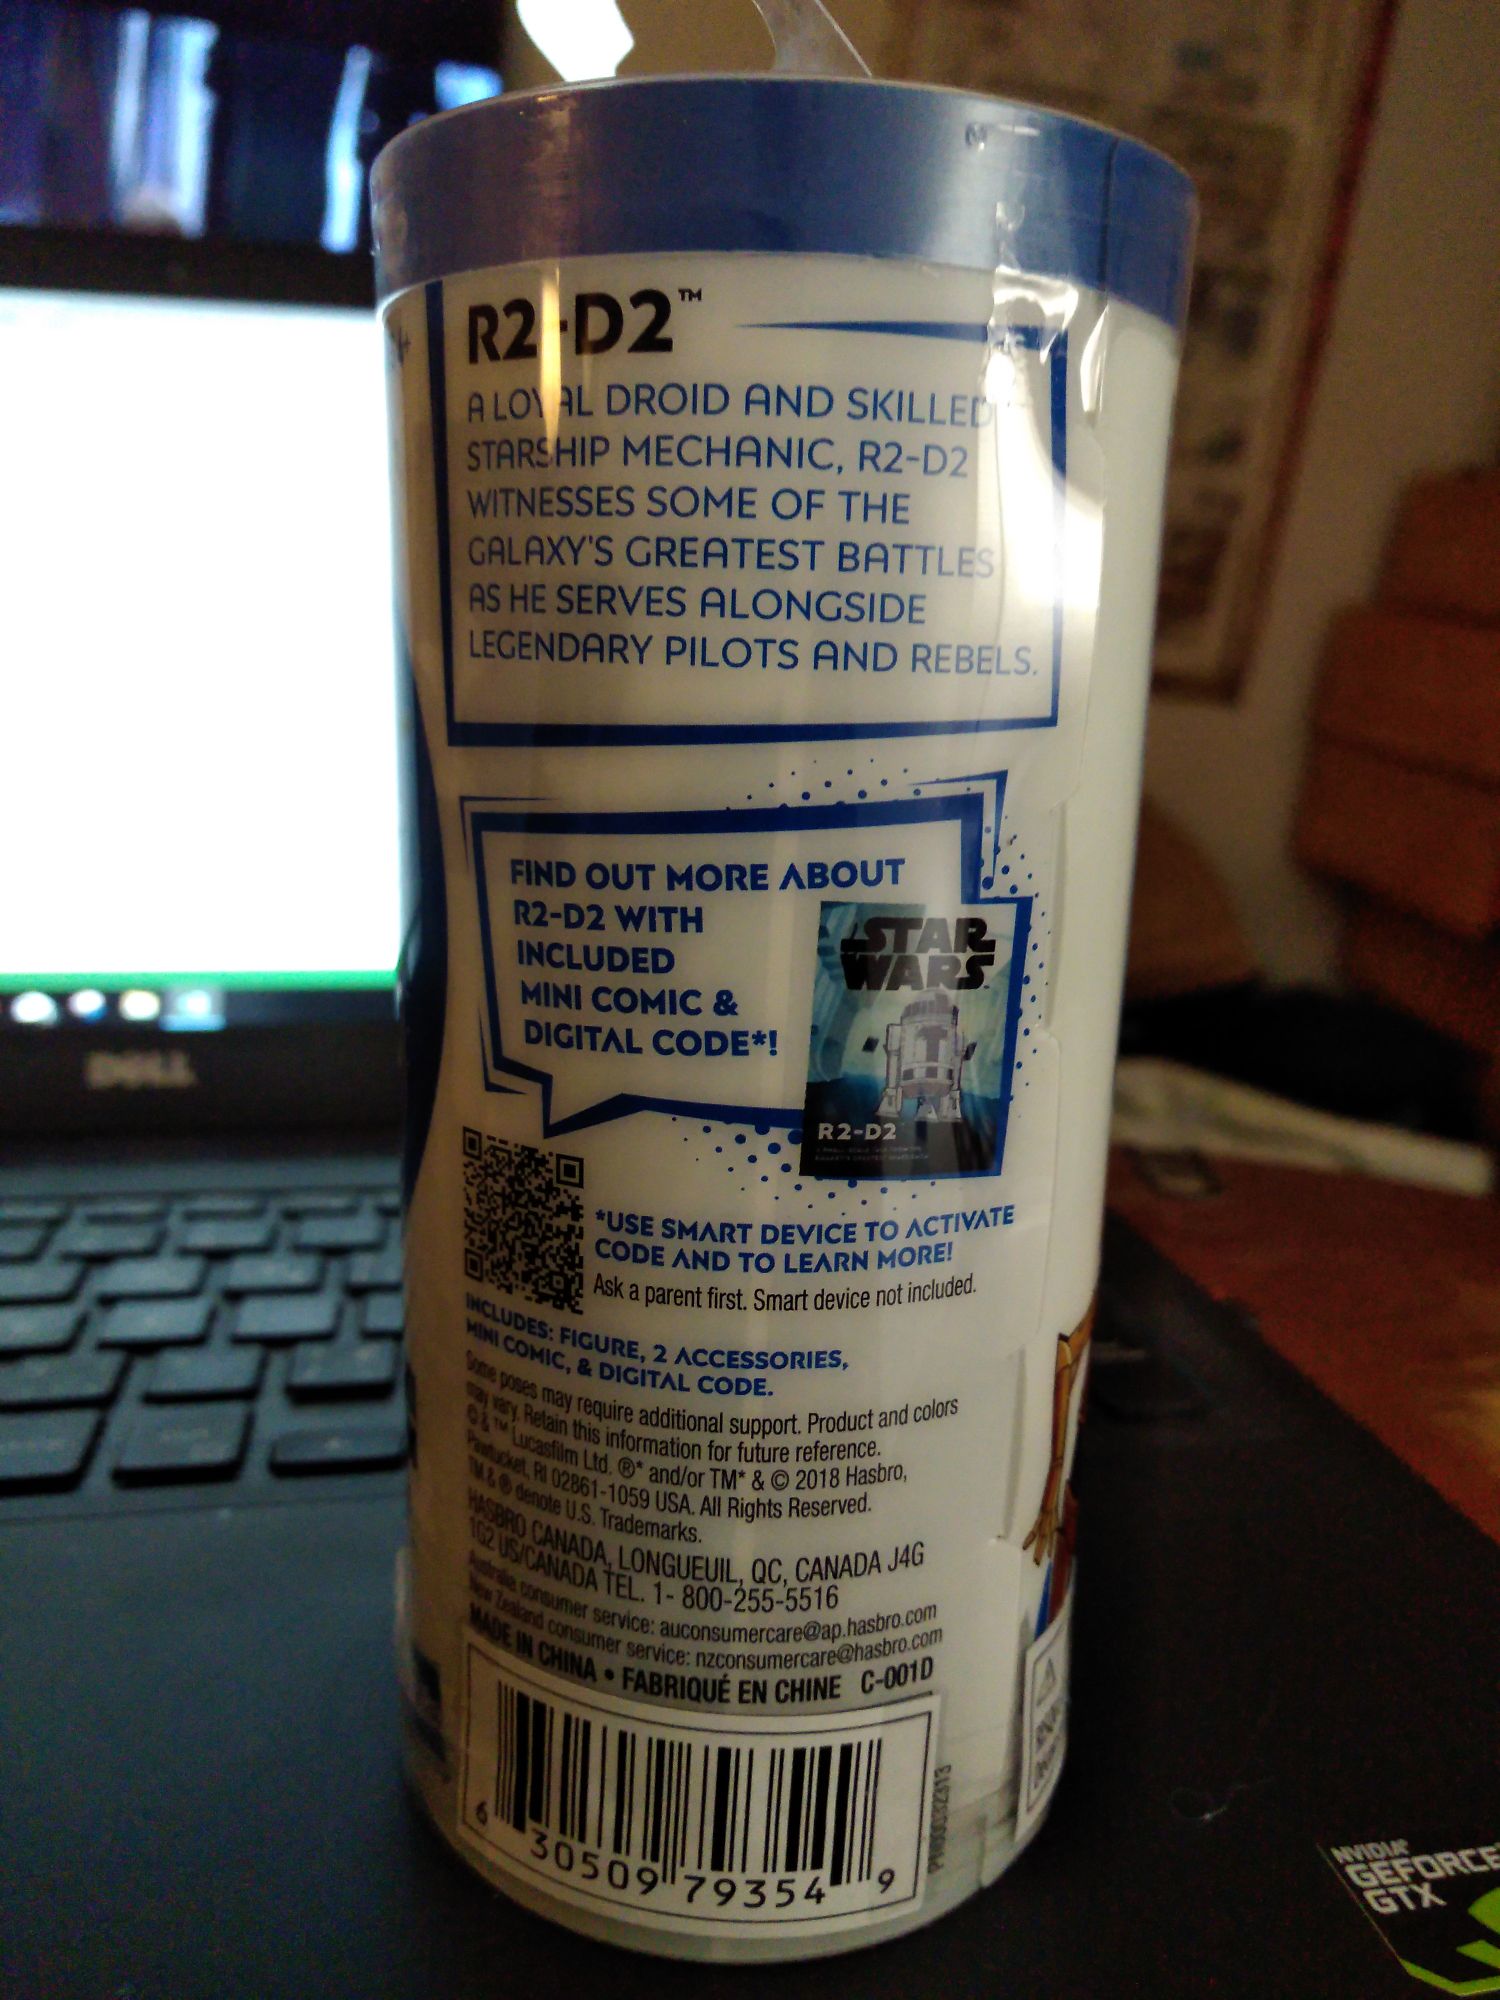 R2-D2™
A LOYAL DROID AND SKILLED
STARSHIP MECHANIC, R2-D2
WITNESSES SOME OF THE
GALAXY'S GREATEST BATTLES
AS HE SERVES ALONGSIDE
LEGENDARY PILOTS AND REBELS.
FIND OUT MORE ABOUT
R2-D2 WITH
INCLUDED
MINI COMIC &
DIGITAL CODE*!
STAR
WARS
R2-D2
*USE SMART DEVICE TO ACTIVATE
CODE AND TO LEARN MORE!
Ask a parent first. Smart device not included.
INCLUDES: FIGURE, 2 ACCESSORIES,
MINI COMIC, & DIGITAL CODE.
Some poses may require additional support. Product and colors
may vary. Retain this information for future reference.
© & ™ Lucasfilm Ltd. ®* and/or TM* & © 2018 Hasbro,
Pawtucket, RI 02861-1059 USA. All Rights Reserved.
TM & ® denote U.S. Trademarks.
HASBRO CANADA, LONGUEUIL, QC, CANADA J4G
1G2 US/CANADA TEL. 1- 800-255-5516
Australia consumer service: auconsumercare@ap.hasbro.com
New Zealand consumer service: nzconsumercare@hasbro.com
MADE IN CHINA • FABRIQUÉ EN CHINE C-001D
6 30509 79354 9
PN00032313
DELL
NVIDIA
GEFORCE
GTX